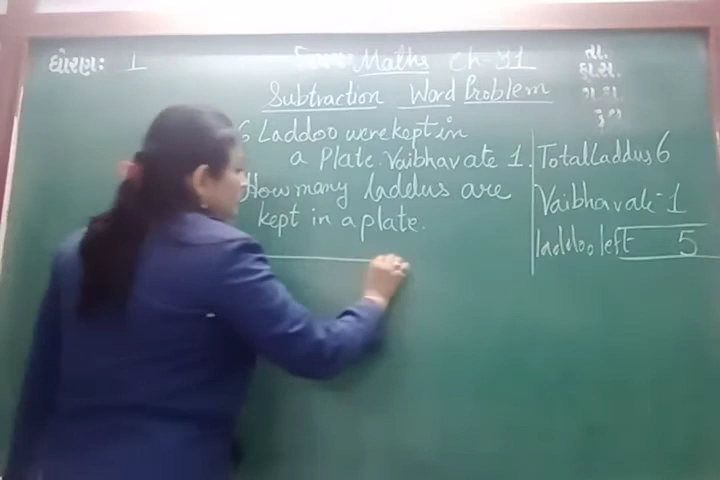 ધોરણ: 1
વિષય: Maths Ch-11
તા.
Subtraction Word Problem
6 Laddoo were kept in
a Plate. Vaibhav ate 1.
How many laddus are
kept in a plate.
Total Laddus 6
Vaibhav ate - 1
laddoo left 5